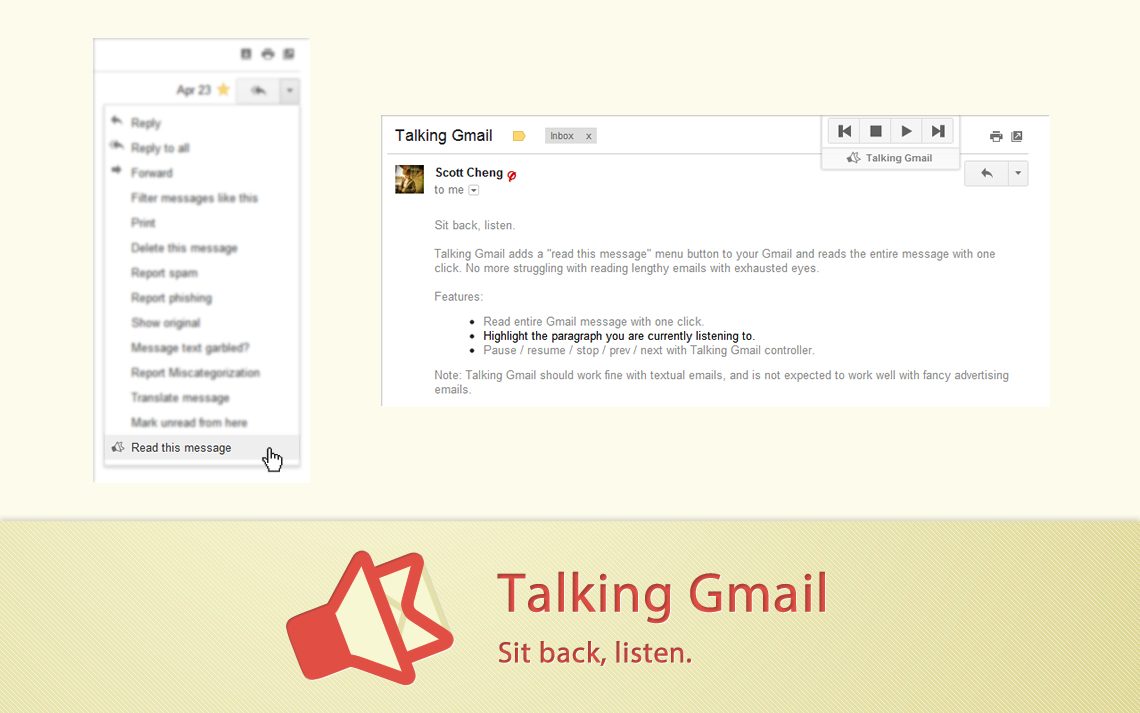 Apr 23
Reply
Reply to all
Forward
Filter messages like this
Print
Delete this message
Report spam
Report phishing
Show original
Message text garbled?
Report Miscategorization
Translate message
Mark unread from here
Read this message
Talking Gmail
Inbox x
Talking Gmail
Scott Cheng
to me
Sit back, listen.
Talking Gmail adds a "read this message" menu button to your Gmail and reads the entire message with one
click. No more struggling with reading lengthy emails with exhausted eyes.
Features:
Read entire Gmail message with one click.
Highlight the paragraph you are currently listening to.
Pause / resume / stop / prev / next with Talking Gmail controller.
Note: Talking Gmail should work fine with textual emails, and is not expected to work well with fancy advertising
emails.
Talking Gmail
Sit back, listen.